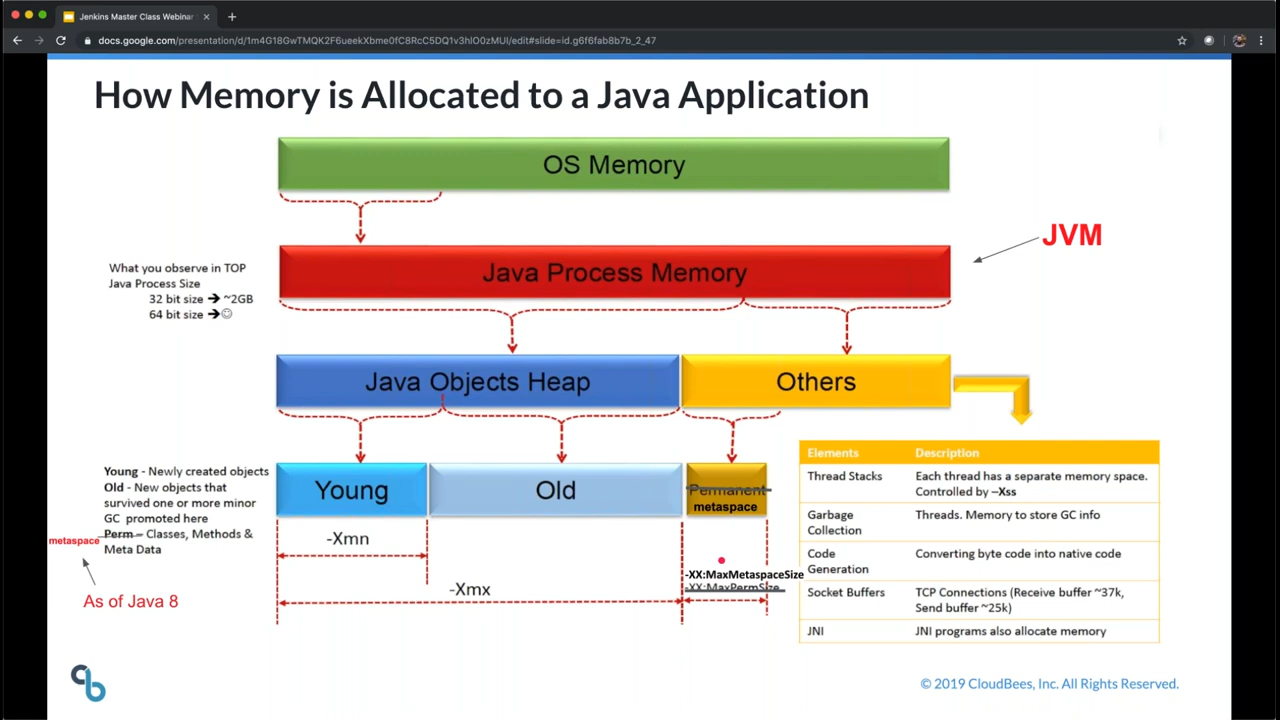 Jenkins Master Class Webinar
docs.google.com/presentation/d/1m4G18GwTMQK2F6ueekXbme0fC8RcC5DQ1v3hlO0zMUI/edit#slide=id.g6f6fab8b7b_2_47
How Memory is Allocated to a Java Application
OS Memory
JVM
Java Process Memory
What you observe in TOP
Java Process Size
32 bit size ➔ ~2GB
64 bit size ➔☺
Java Objects Heap
Others
Young - Newly created objects
Old - New objects that
survived one or more minor
GC promoted here
Perm – Classes, Methods &
Meta Data
metaspace
As of Java 8
Young
Old
Permanent
metaspace
-Xmn
-Xmx
-XX:MaxMetaspaceSize
-XX:MaxPermSize
Elements Description
Thread Stacks Each thread has a separate memory space.
Controlled by –Xss
Garbage Threads. Memory to store GC info
Collection
Code Converting byte code into native code
Generation
Socket Buffers TCP Connections (Receive buffer ~37k,
Send buffer ~25k)
JNI JNI programs also allocate memory
© 2019 CloudBees, Inc. All Rights Reserved.